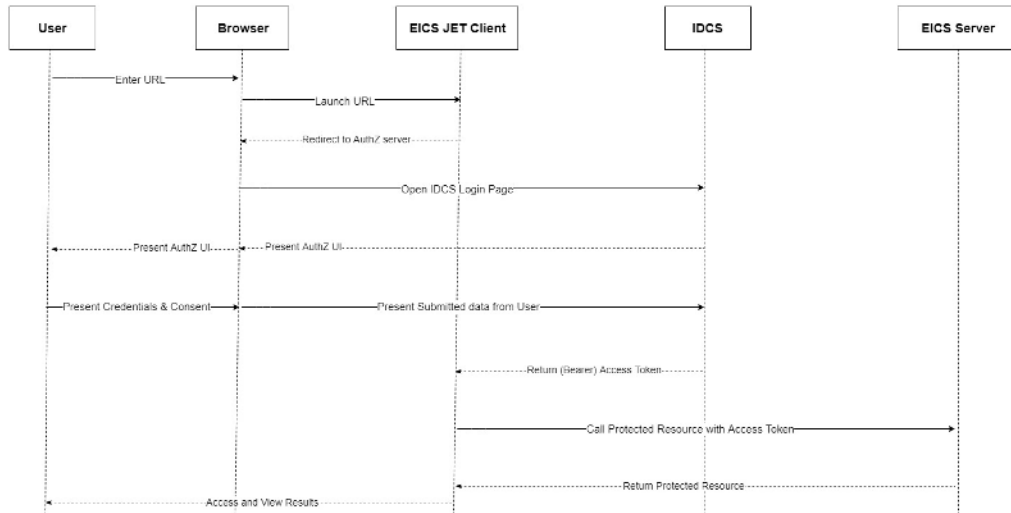 User
Browser
EICS JET Client
IDCS
EICS Server
Enter URL
Launch URL
Redirect to AuthZ server
Open IDCS Login Page
Present AuthZ UI
Present AuthZ UI
Present Credentials & Consent
Present Submitted data from User
Return (Bearer) Access Token
Call Protected Resource with Access Token
Return Protected Resource
Access and View Results